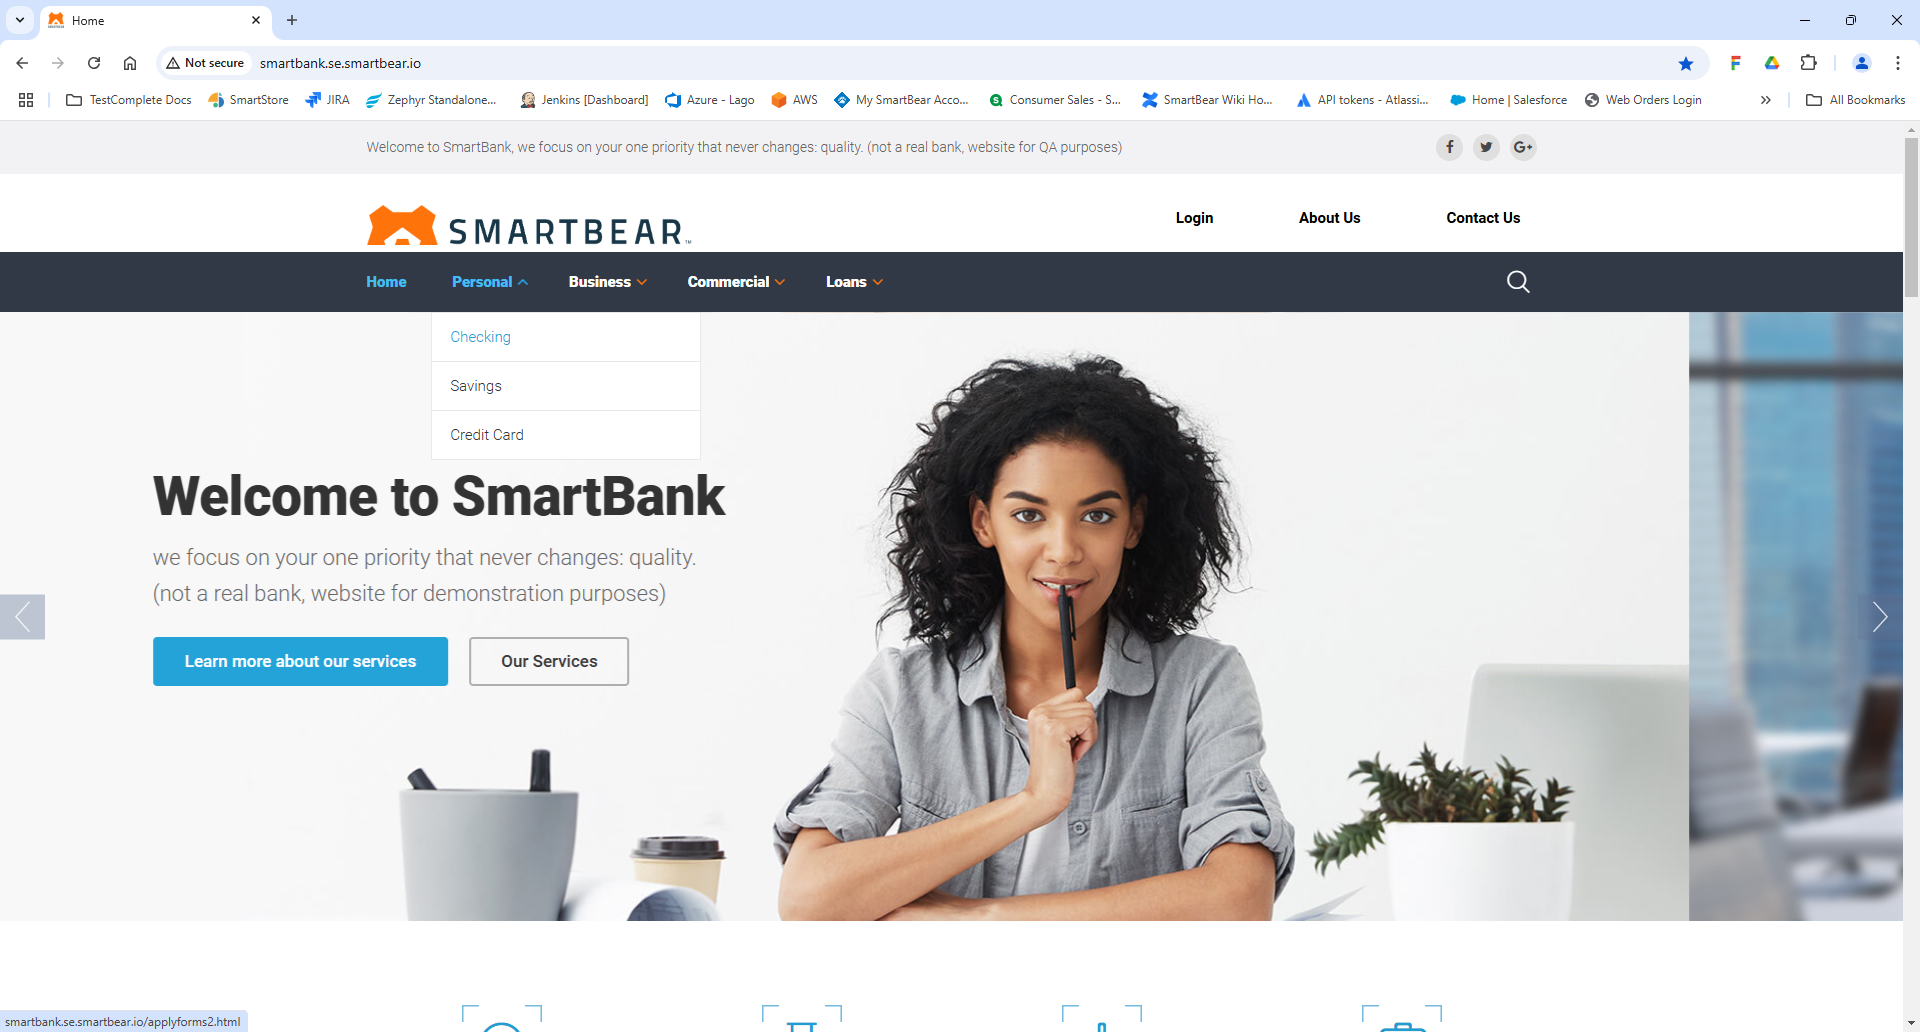 Home
Not secure
smartbank.se.smartbear.io
TestComplete Docs
SmartStore
JIRA
Zephyr Standalone...
Jenkins [Dashboard]
Azure - Lago
AWS
My SmartBear Acco...
Consumer Sales - S...
SmartBear Wiki Ho...
API tokens - Atlassi...
Home | Salesforce
Web Orders Login
All Bookmarks
Welcome to SmartBank, we focus on your one priority that never changes: quality. (not a real bank, website for QA purposes)
SMARTBEAR™
Login
About Us
Contact Us
Home
Personal
Business
Commercial
Loans
Checking
Savings
Credit Card
Welcome to SmartBank
we focus on your one priority that never changes: quality.
(not a real bank, website for demonstration purposes)
Learn more about our services
Our Services
smartbank.se.smartbear.io/applyforms2.html